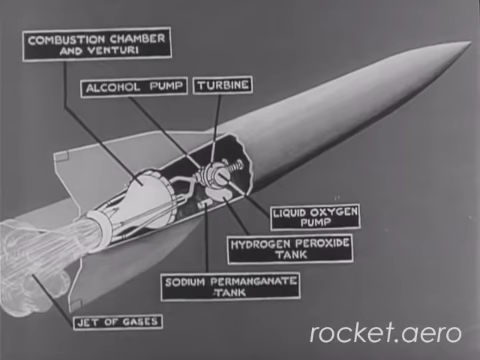 COMBUSTION CHAMBER
AND VENTURI
ALCOHOL PUMP
TURBINE
LIQUID OXYGEN
PUMP
HYDROGEN PEROXIDE
TANK
SODIUM PERMANGANATE
TANK
JET OF GASES
rocket.aero